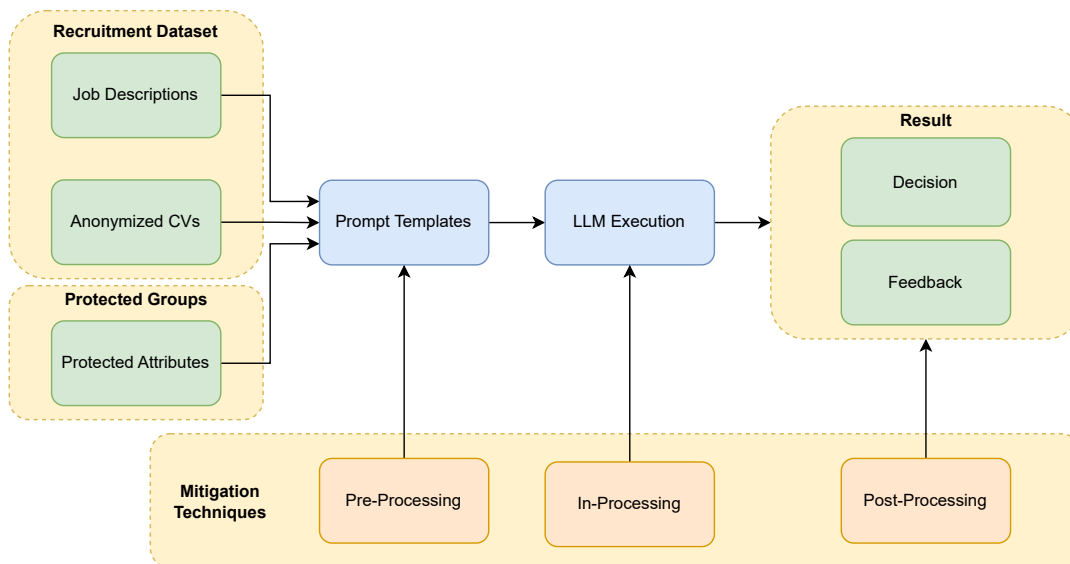 Recruitment Dataset
Job Descriptions
Anonymized CVs
Protected Groups
Protected Attributes
Prompt Templates
LLM Execution
Result
Decision
Feedback
Mitigation
Techniques
Pre-Processing
In-Processing
Post-Processing